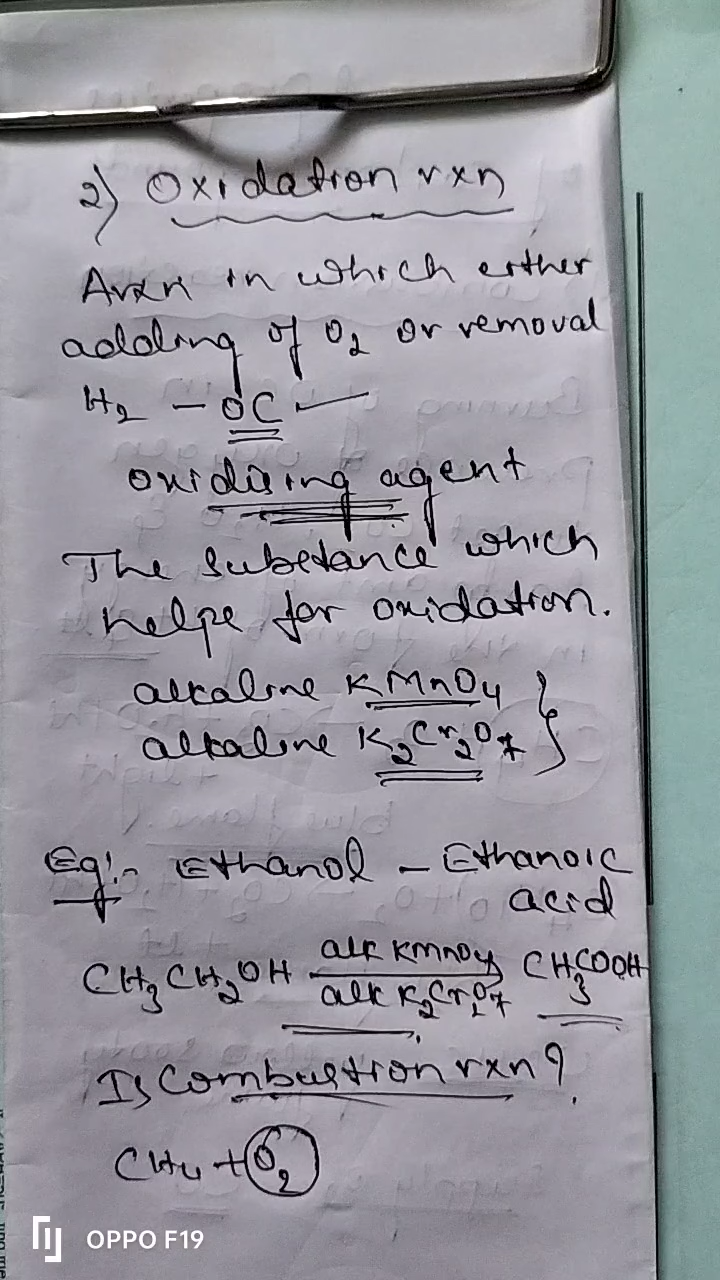 2) Oxidation rxn
A rxn in which either
adding of O2 or removal
H2 - OC
oxidising agent
The substance which
helps for oxidation.
alkaline KMnO4
alkaline K2Cr2O7 }
Eg:- Ethanol - Ethanoic
acid
alk KMnO4
CH3CH2OH → CH3COOH
alk K2Cr2O7
Is Combustion rxn?
CH4 + O2
OPPO F19